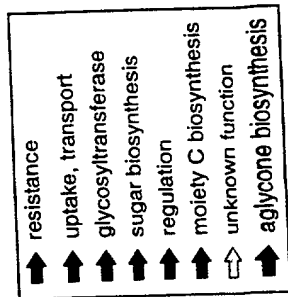 resistance
uptake, transport
glycosyltransferase
sugar biosynthesis
regulation
moiety C biosynthesis
unknown function
aglycone biosynthesis